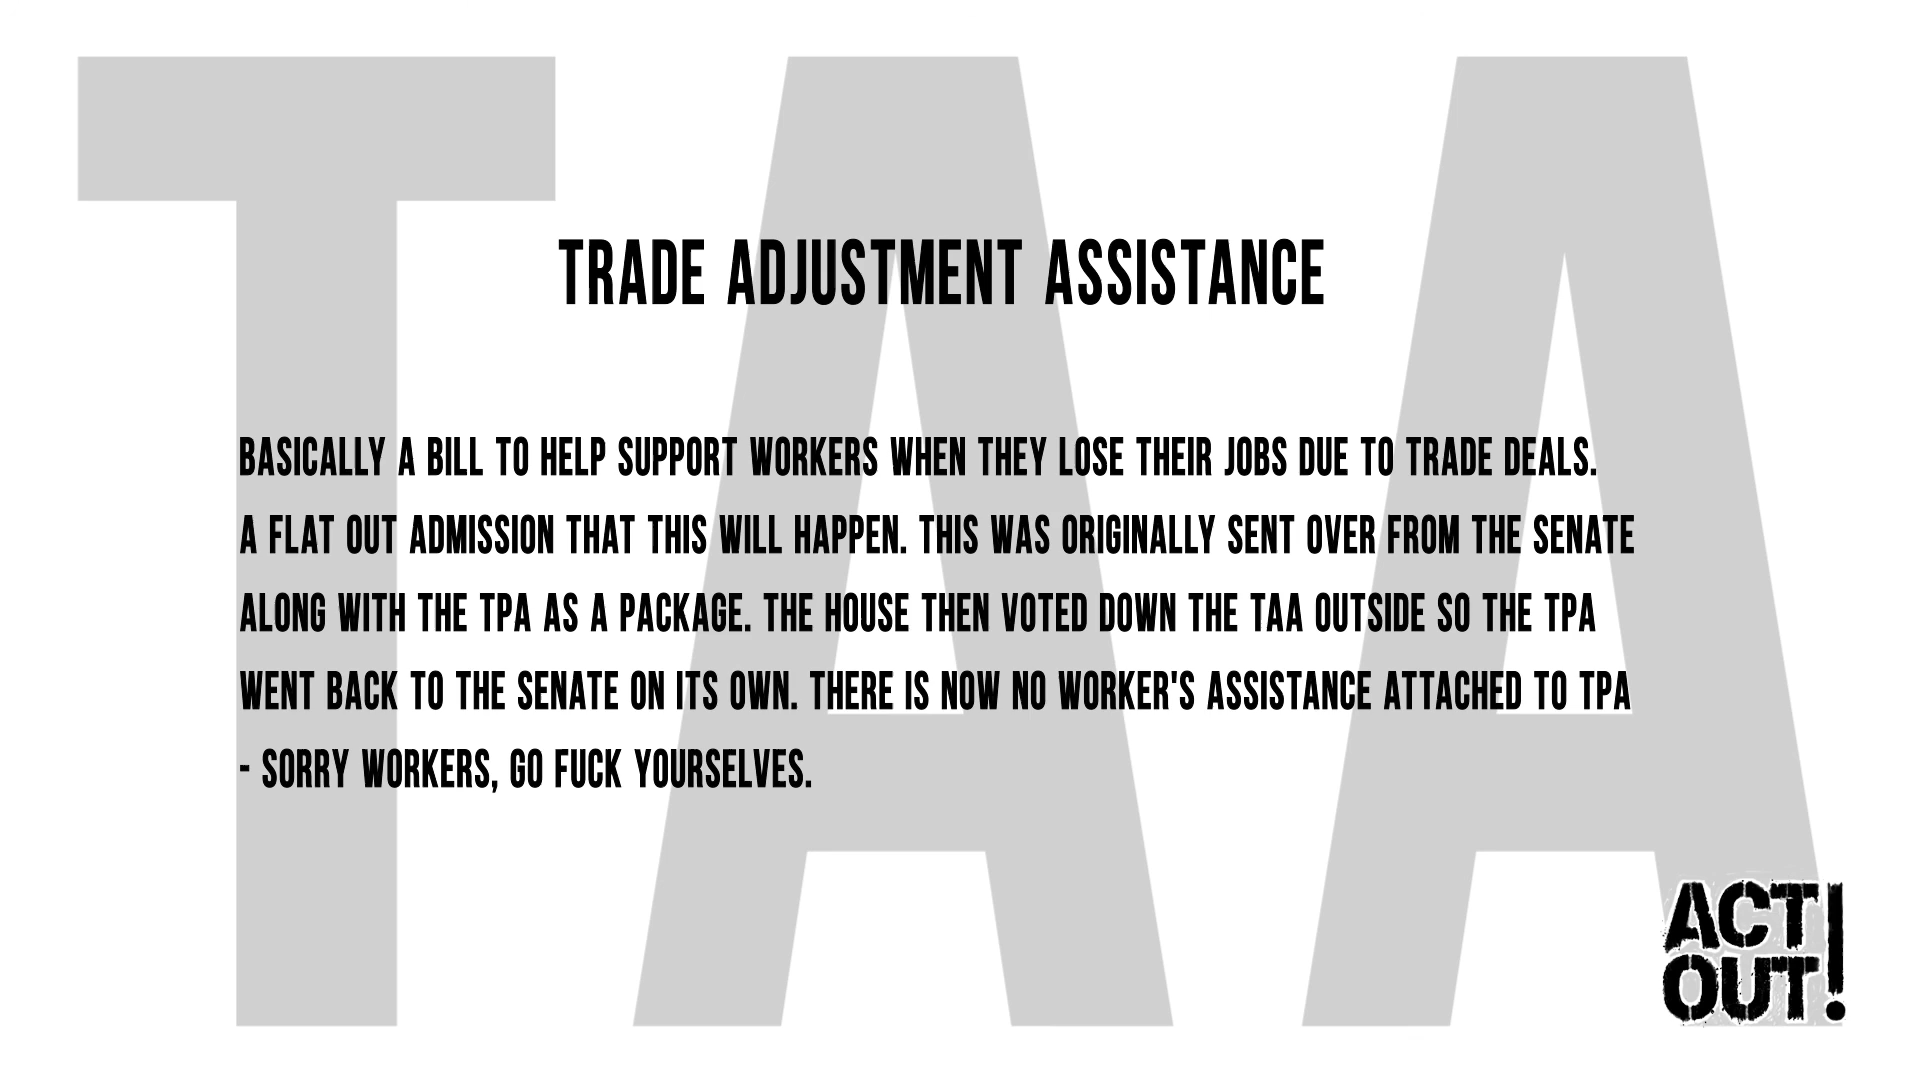 TAA
TRADE ADJUSTMENT ASSISTANCE
BASICALLY A BILL TO HELP SUPPORT WORKERS WHEN THEY LOSE THEIR JOBS DUE TO TRADE DEALS.
A FLAT OUT ADMISSION THAT THIS WILL HAPPEN. THIS WAS ORIGINALLY SENT OVER FROM THE SENATE
ALONG WITH THE TPA AS A PACKAGE. THE HOUSE THEN VOTED DOWN THE TAA OUTSIDE SO THE TPA
WENT BACK TO THE SENATE ON ITS OWN. THERE IS NOW NO WORKER'S ASSISTANCE ATTACHED TO TPA
- SORRY WORKERS, GO FUCK YOURSELVES.
ACT
OUT!